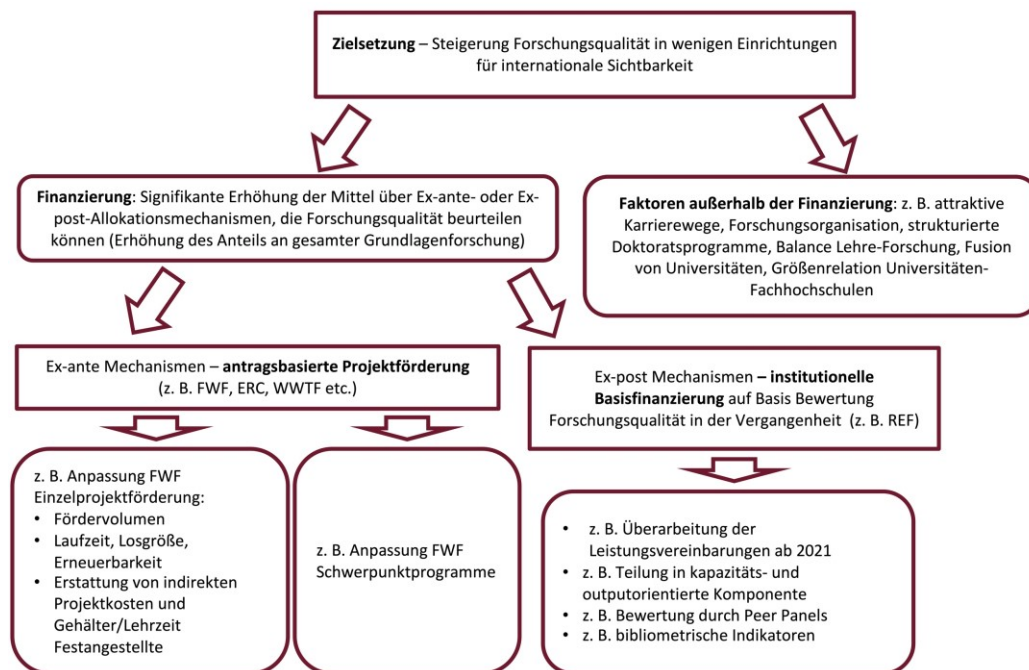 Zielsetzung – Steigerung Forschungsqualität in wenigen Einrichtungen
für internationale Sichtbarkeit
Finanzierung: Signifikante Erhöhung der Mittel über Ex-ante- oder Ex-
post-Allokationsmechanismen, die Forschungsqualität beurteilen
können (Erhöhung des Anteils an gesamter Grundlagenforschung)
Faktoren außerhalb der Finanzierung: z. B. attraktive
Karrierewege, Forschungsorganisation, strukturierte
Doktoratsprogramme, Balance Lehre-Forschung, Fusion
von Universitäten, Größenrelation Universitäten-
Fachhochschulen
Ex-ante Mechanismen – antragsbasierte Projektförderung
(z. B. FWF, ERC, WWTF etc.)
Ex-post Mechanismen – institutionelle
Basisfinanzierung auf Basis Bewertung
Forschungsqualität in der Vergangenheit (z. B. REF)
z. B. Anpassung FWF
Einzelprojektförderung:
• Fördervolumen
• Laufzeit, Losgröße,
Erneuerbarkeit
• Erstattung von indirekten
Projektkosten und
Gehälter/Lehrzeit
Festangestellte
z. B. Anpassung FWF
Schwerpunktprogramme
• z. B. Überarbeitung der
Leistungsvereinbarungen ab 2021
• z. B. Teilung in kapazitäts- und
outputorientierte Komponente
• z. B. Bewertung durch Peer Panels
• z. B. bibliometrische Indikatoren